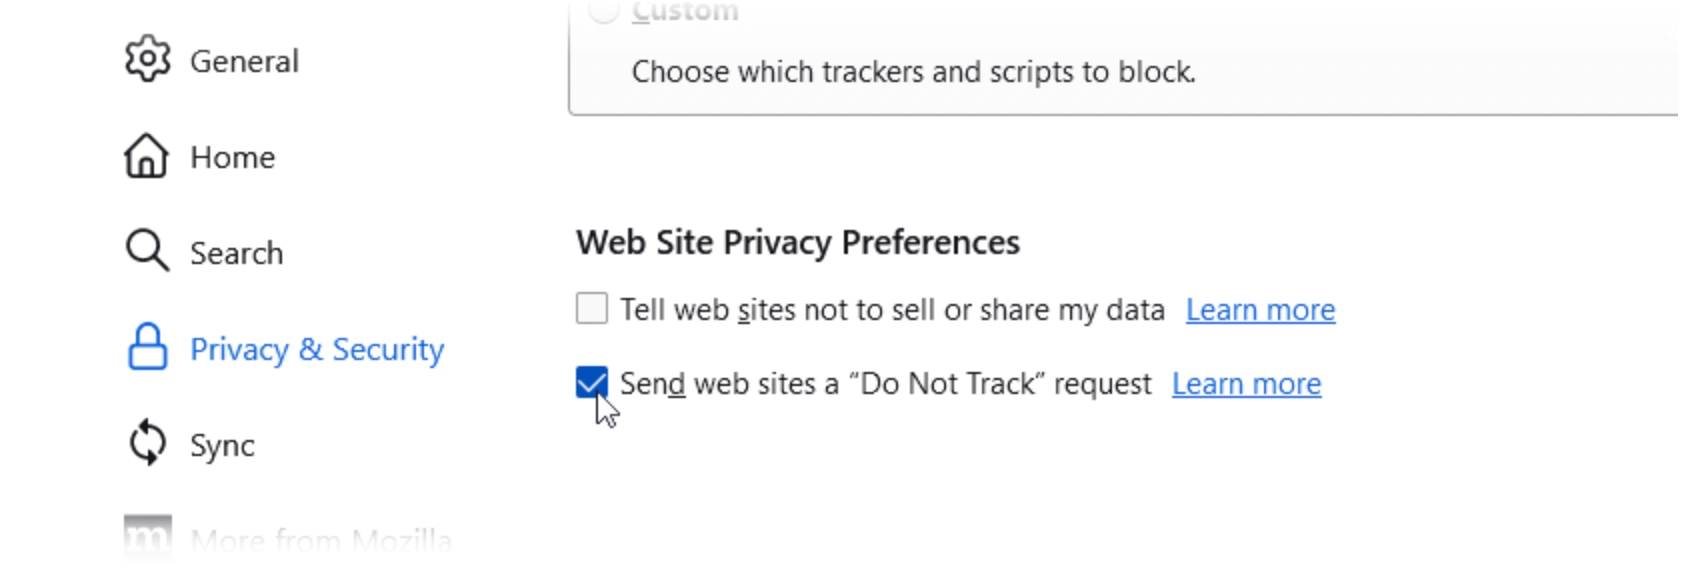 General
Home
Search
Privacy & Security
Sync
m More from Mozilla
Custom
Choose which trackers and scripts to block.
Web Site Privacy Preferences
Tell web sites not to sell or share my data Learn more
Send web sites a “Do Not Track” request Learn more